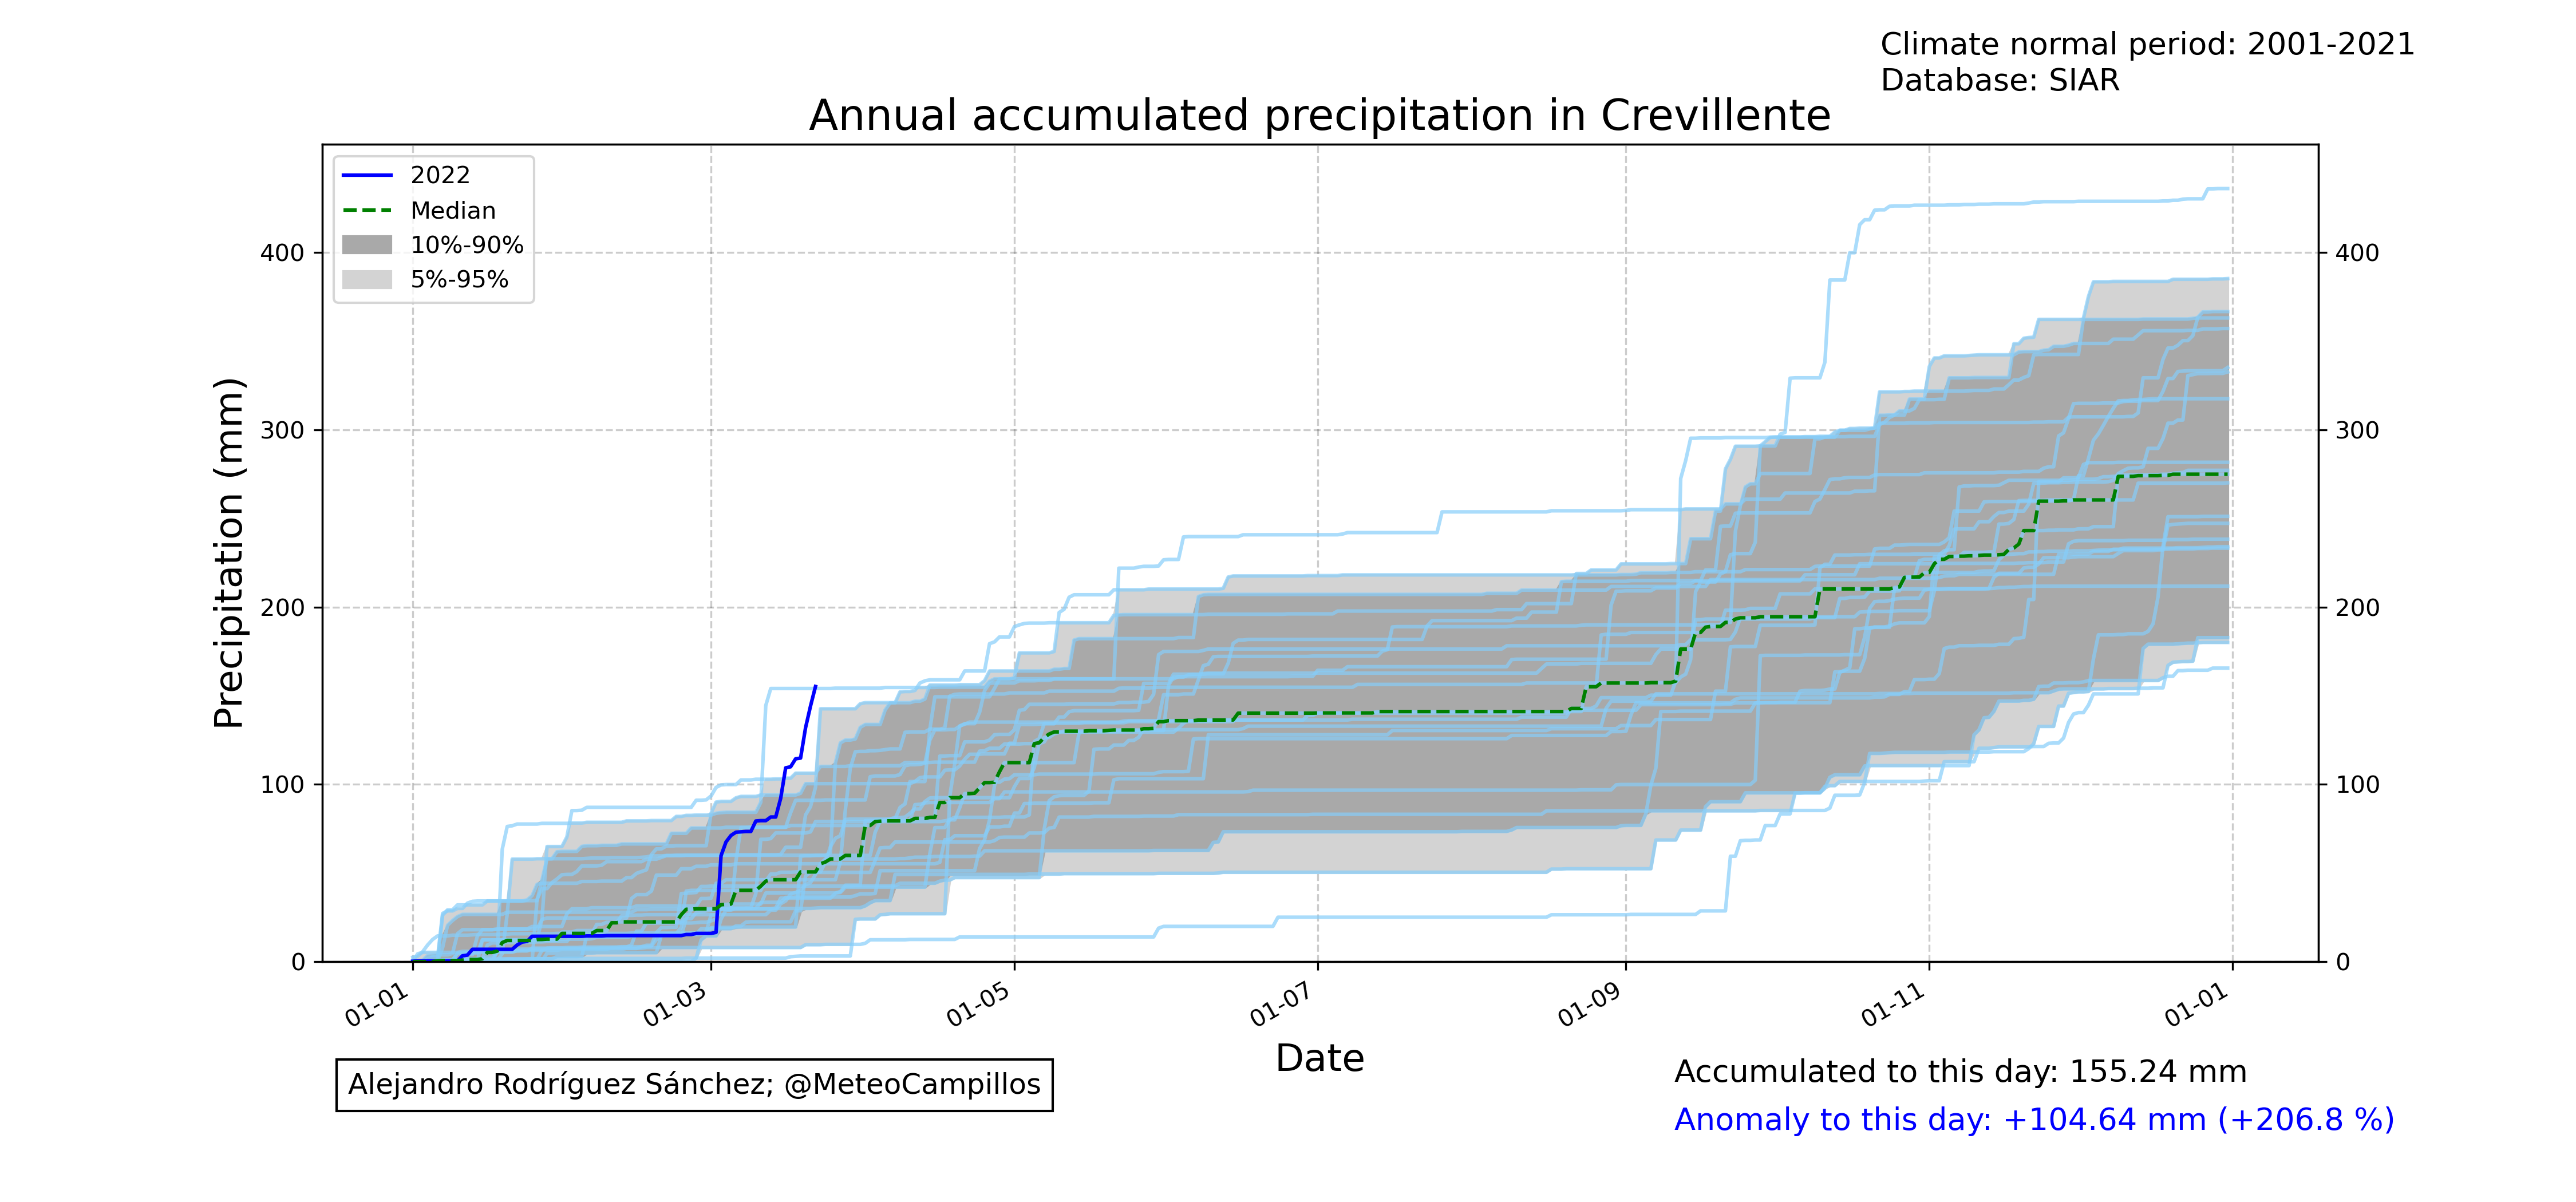 Climate normal period: 2001-2021
Database: SIAR
Annual accumulated precipitation in Crevillente
2022
Median
10%-90%
5%-95%
Precipitation (mm)
400
300
200
100
0
400
300
200
100
0
01-01
01-03
01-05
01-07
01-09
01-11
01-01
Date
Alejandro Rodríguez Sánchez; @MeteoCampillos
Accumulated to this day: 155.24 mm
Anomaly to this day: +104.64 mm (+206.8 %)